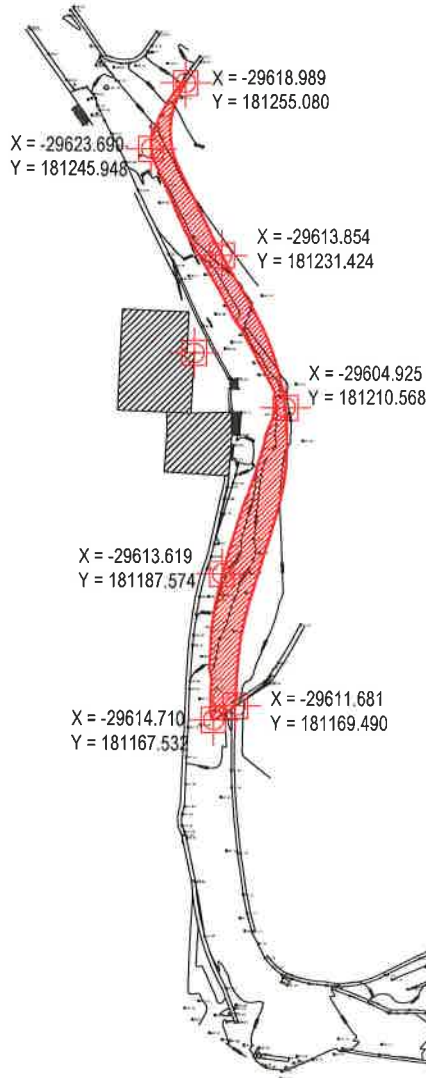 X = -29618.989
Y = 181255.080
X = -29623.690
Y = 181245.948
X = -29613.854
Y = 181231.424
X = -29604.925
Y = 181210.568
X = -29613.619
Y = 181187.574
X = -29611.681
Y = 181169.490
X = -29614.710
Y = 181167.532